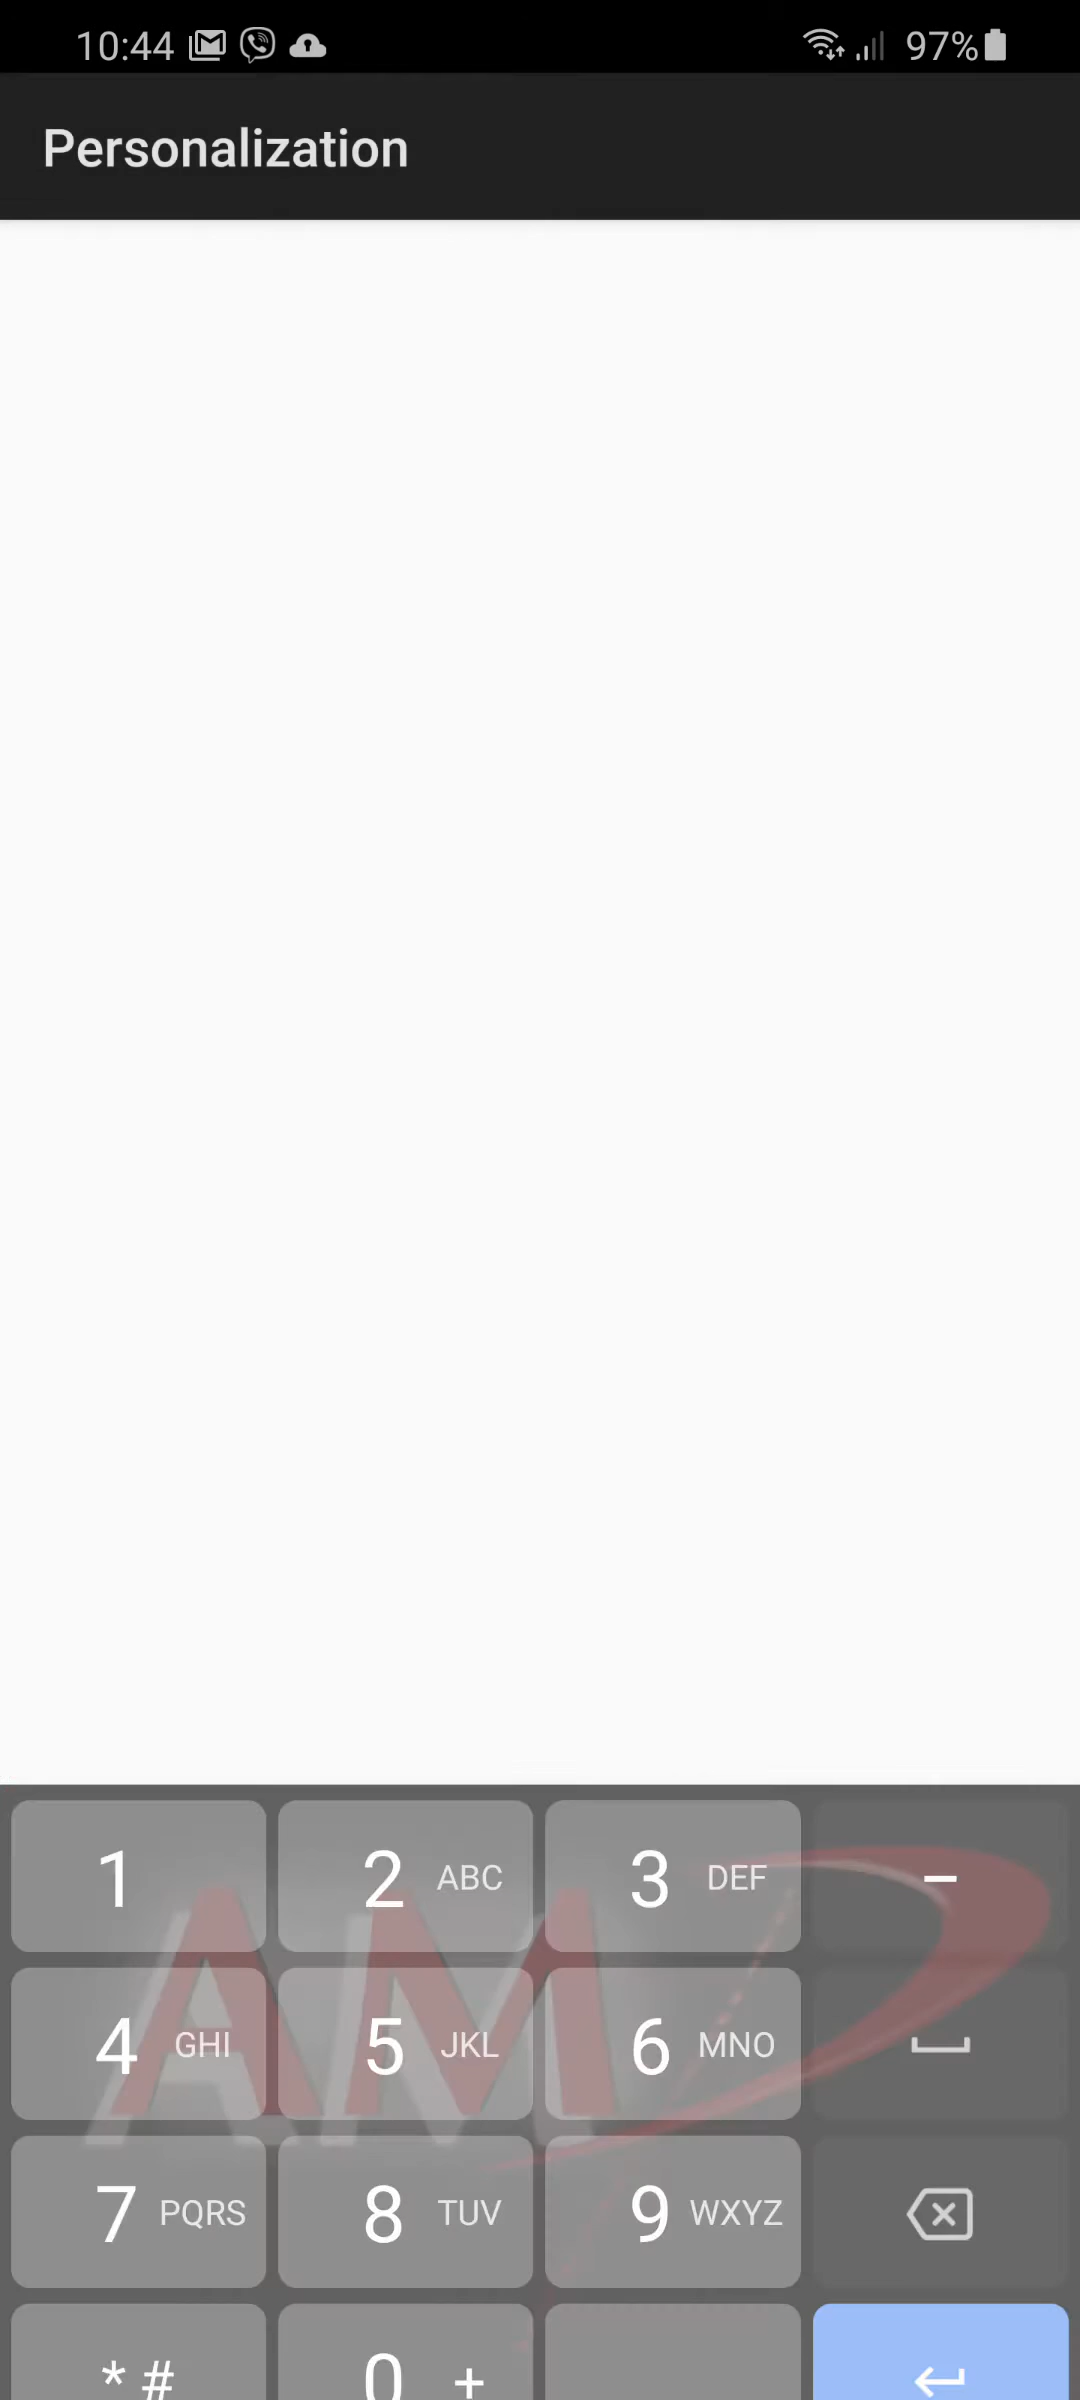 10:44 97%
Personalization
1 2 ABC 3 DEF –
4 GHI 5 JKL 6 MNO
7 PQRS 8 TUV 9 WXYZ
* # 0 +
AM